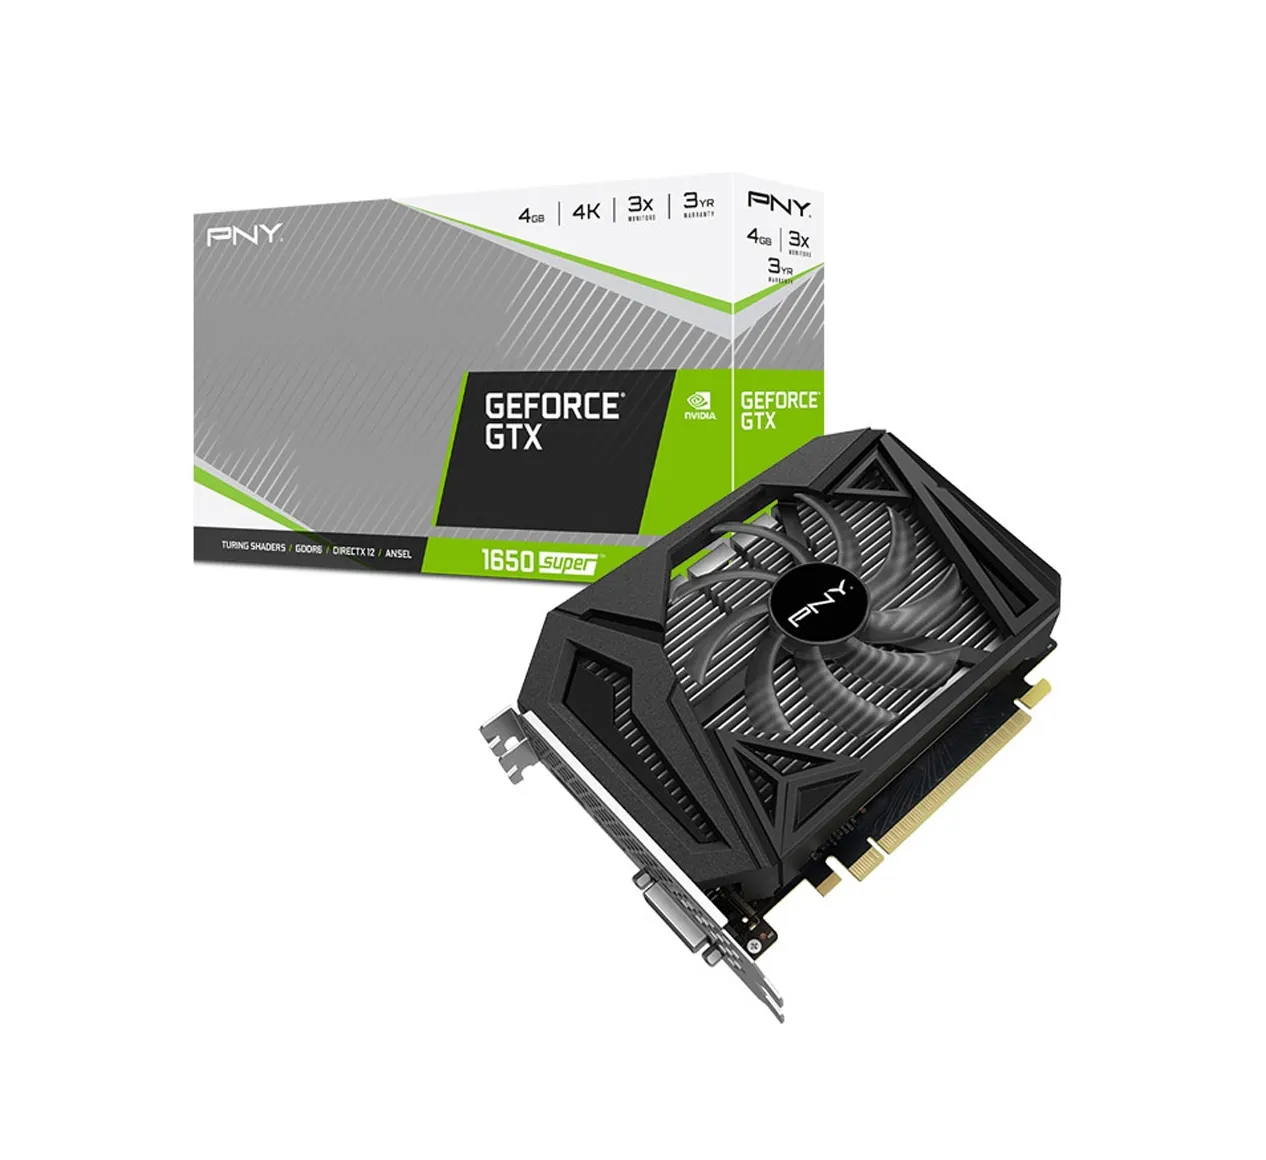 PNY.
4GB | 4K | 3X MONITORS | 3YR WARRANTY
GEFORCE®
GTX
NVIDIA
TURING SHADERS / GDDR6 / DIRECTX 12 / ANSEL
1650 SUPER™
PNY.
4GB | 3X MONITORS
3YR WARRANTY
GEFORCE®
GTX
PNY.